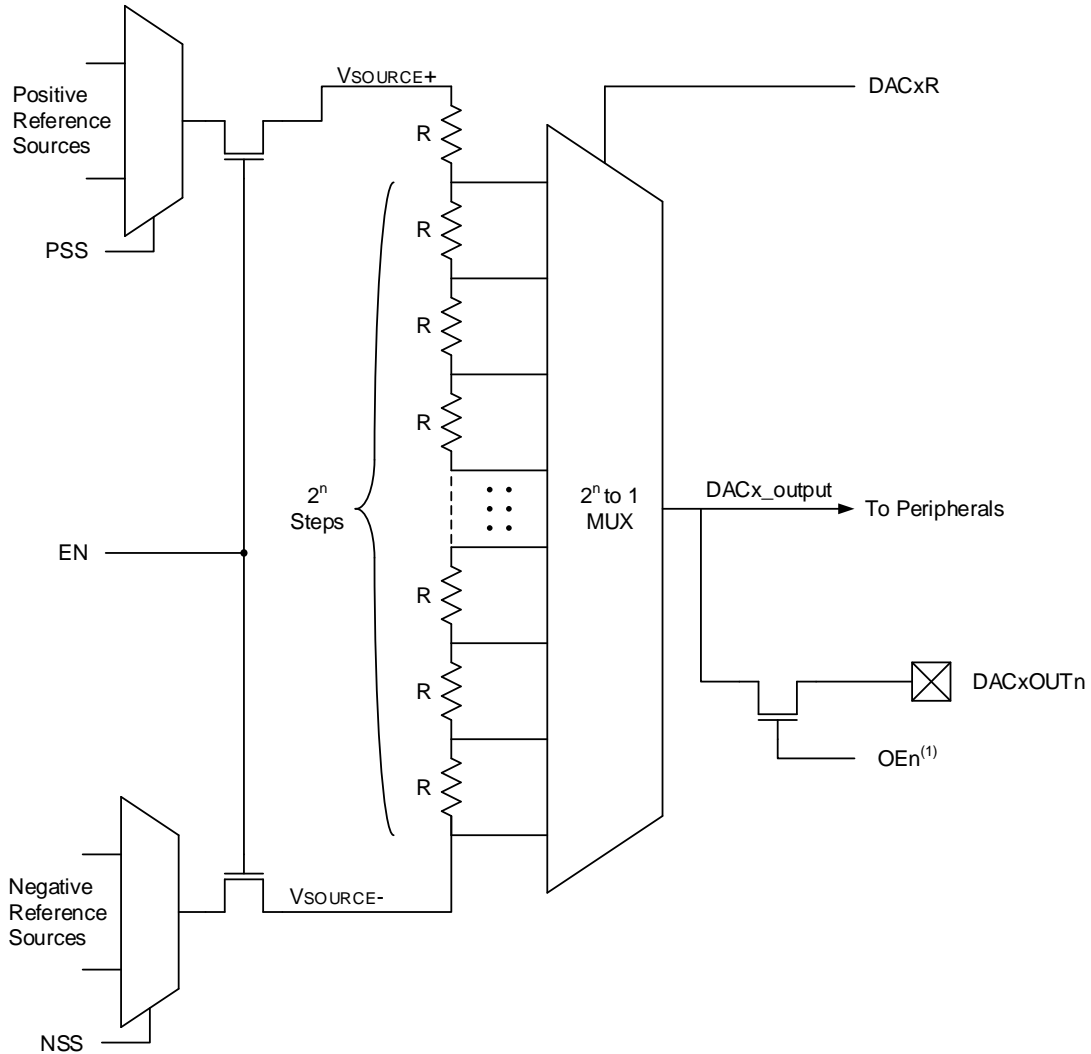 VSOURCE+
DACxR
Positive
Reference
Sources
R
R
PSS
R
R
2ⁿ
Steps
2ⁿ to 1
MUX
DACx_output
To Peripherals
EN
R
R
DACxOUTn
OEn⁽¹⁾
R
Negative
Reference
Sources
VSOURCE-
NSS